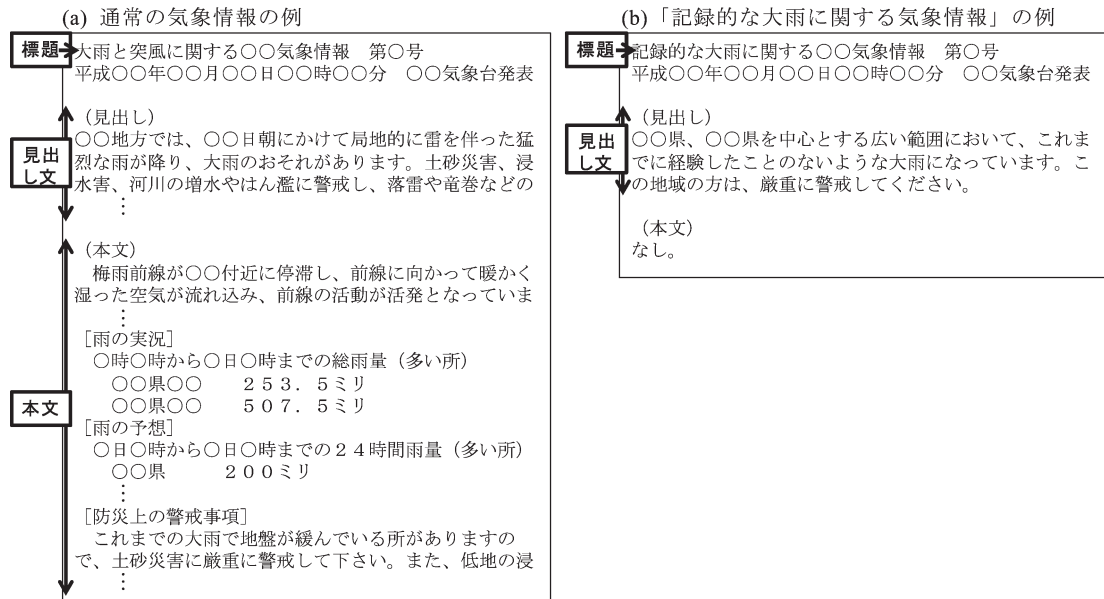 (a) 通常の気象情報の例
標題
大雨と突風に関する○○気象情報　第○号
平成○○年○○月○○日○○時○○分　○○気象台発表
見出し文
（見出し）
○○地方では、○○日朝にかけて局地的に雷を伴った猛
烈な雨が降り、大雨のおそれがあります。土砂災害、浸
水害、河川の増水やはん濫に警戒し、落雷や竜巻などの
⋮
本文
（本文）
　梅雨前線が○○付近に停滞し、前線に向かって暖かく
湿った空気が流れ込み、前線の活動が活発となっていま
⋮
［雨の実況］
○時○時から○日○時までの総雨量（多い所）
○○県○○　　２５３．５ミリ
○○県○○　　５０７．５ミリ
［雨の予想］
○日○時から○日○時までの２４時間雨量（多い所）
○○県　　　２００ミリ
⋮
［防災上の警戒事項］
　これまでの大雨で地盤が緩んでいる所がありますの
で、土砂災害に厳重に警戒して下さい。また、低地の浸
⋮
(b)「記録的な大雨に関する気象情報」の例
標題
記録的な大雨に関する○○気象情報　第○号
平成○○年○○月○○日○○時○○分　○○気象台発表
見出し文
（見出し）
○○県、○○県を中心とする広い範囲において、これま
でに経験したことのないような大雨になっています。こ
の地域の方は、厳重に警戒してください。
（本文）
なし。